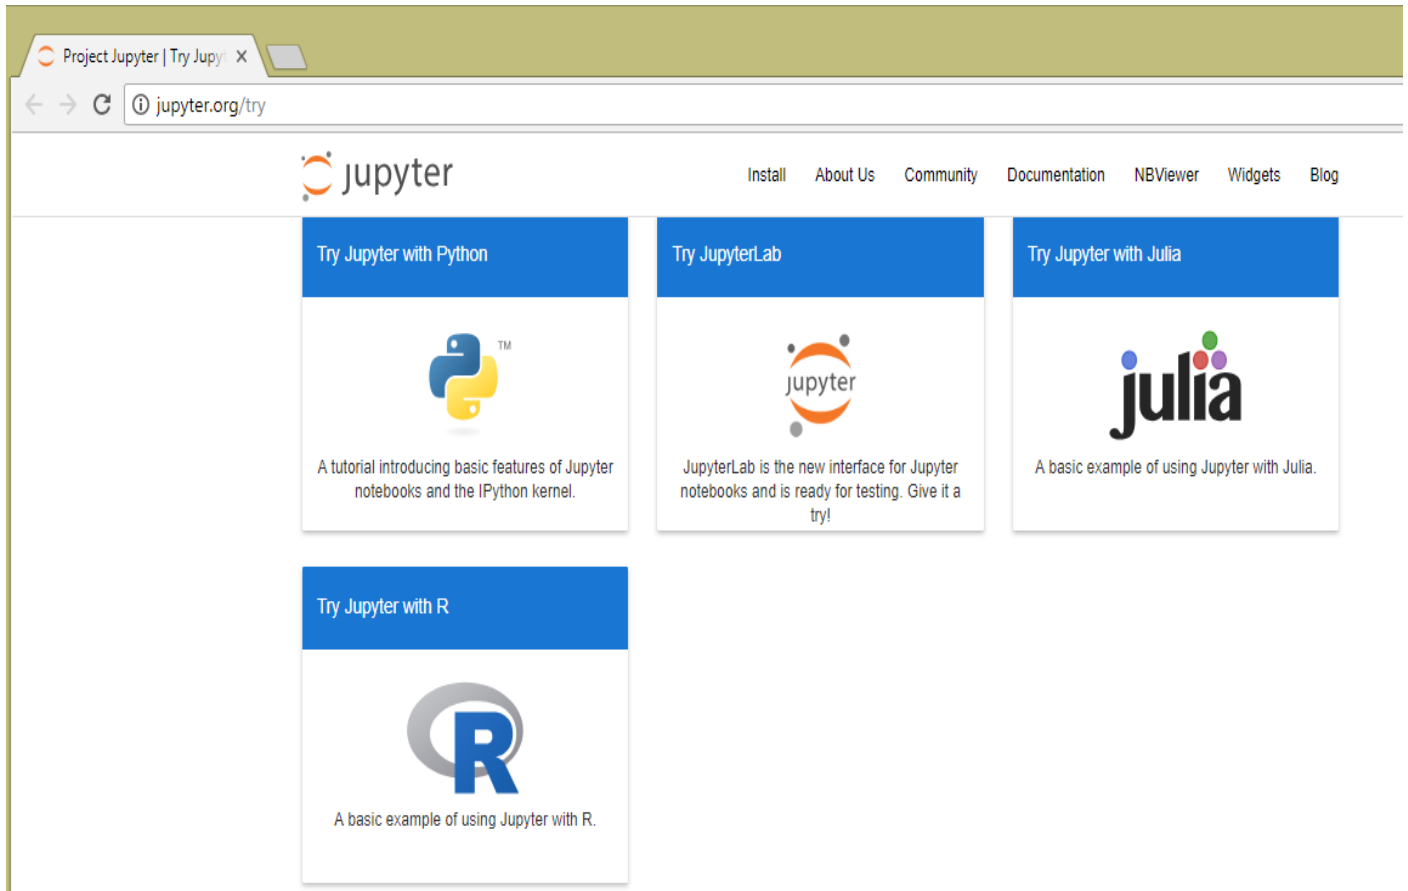 Project Jupyter | Try Jupyt
jupyter.org/try
jupyter
Install About Us Community Documentation NBViewer Widgets Blog
Try Jupyter with Python
TM
A tutorial introducing basic features of Jupyter
notebooks and the IPython kernel.
Try JupyterLab
jupyter
JupyterLab is the new interface for Jupyter
notebooks and is ready for testing. Give it a
try!
Try Jupyter with Julia
julia
A basic example of using Jupyter with Julia.
Try Jupyter with R
R
A basic example of using Jupyter with R.